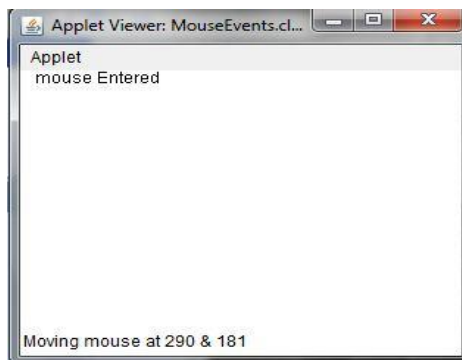 Applet Viewer: MouseEvents.cl...
Applet
mouse Entered
Moving mouse at 290 & 181